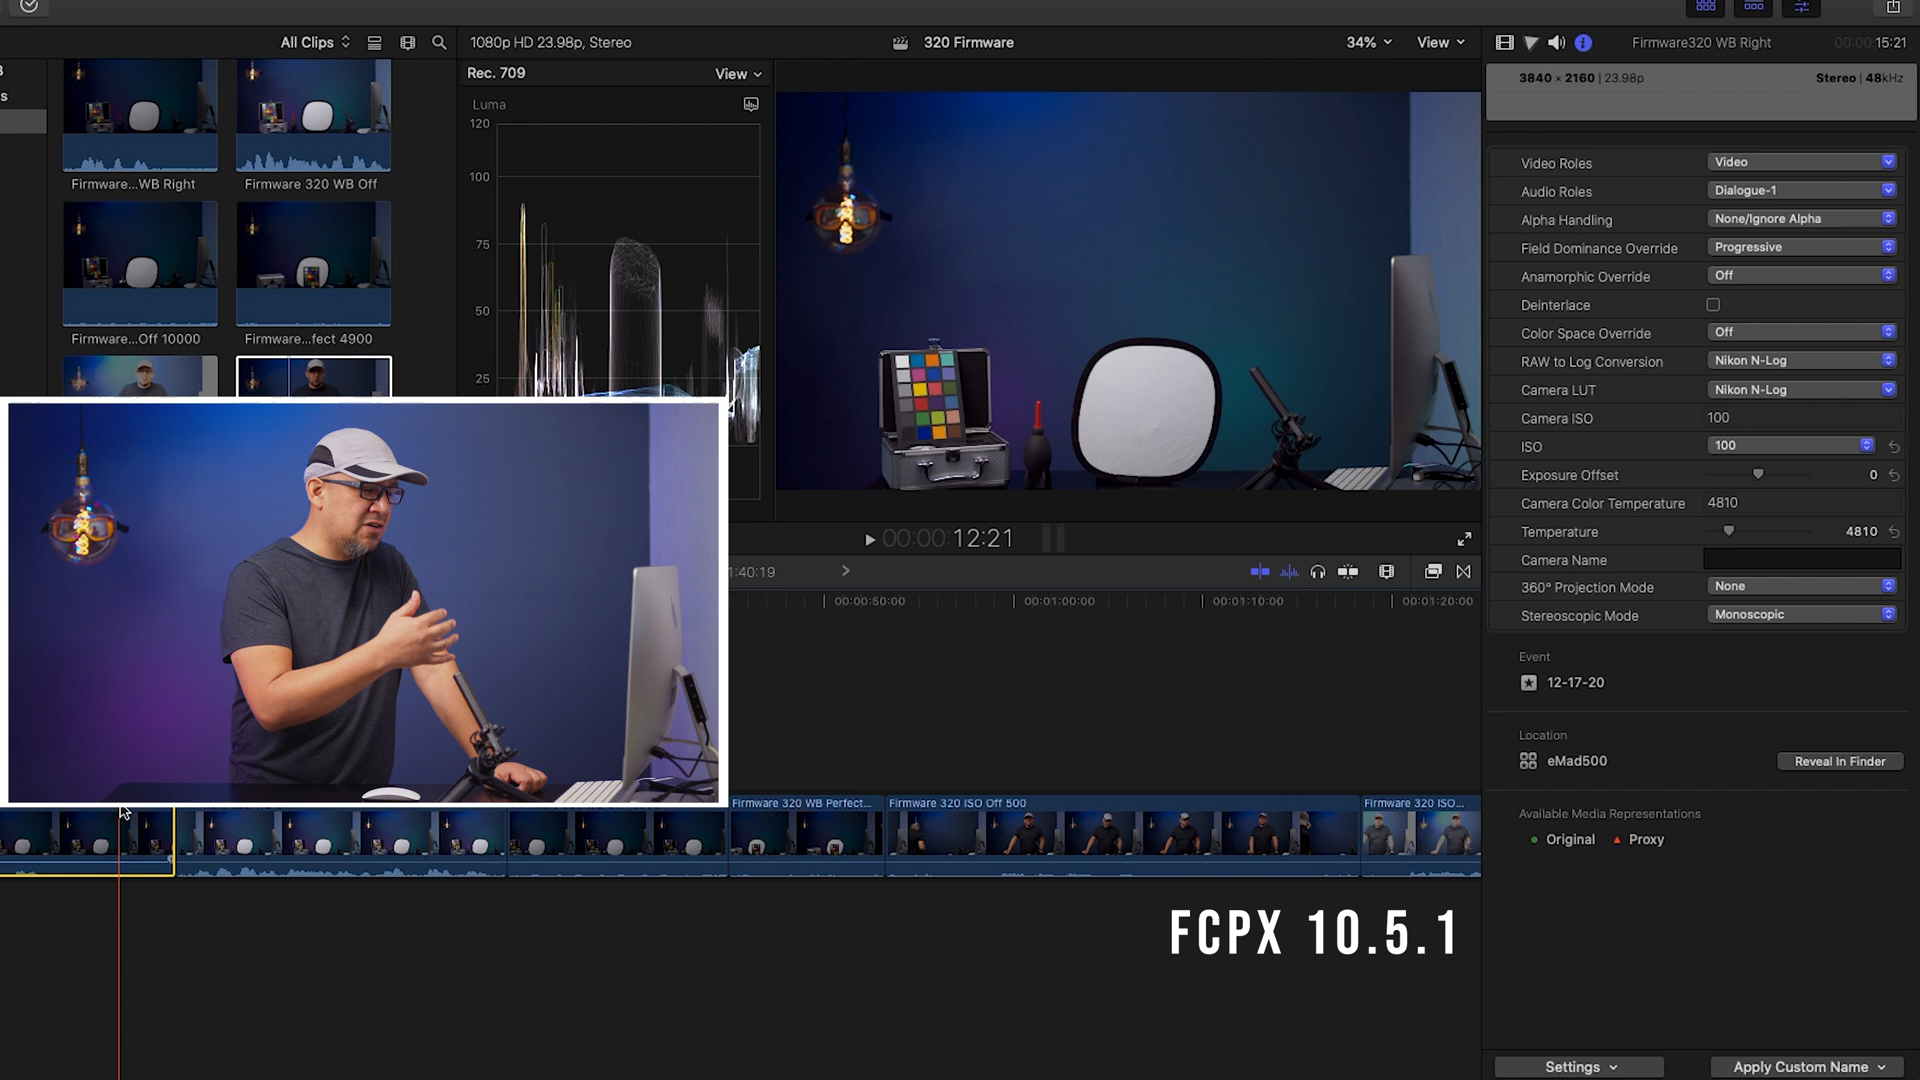 All Clips
1080p HD 23.98p, Stereo
320 Firmware
34%
View
Firmware320 WB Right
00:00:15:21
Rec. 709
View
3840 × 2160 | 23.98p
Stereo | 48kHz
Luma
120
100
75
50
25
Firmware...WB Right
Firmware 320 WB Off
Firmware...Off 10000
Firmware...fect 4900
Video Roles
Video
Audio Roles
Dialogue-1
Alpha Handling
None/Ignore Alpha
Field Dominance Override
Progressive
Anamorphic Override
Off
Deinterlace
Color Space Override
Off
RAW to Log Conversion
Nikon N-Log
Camera LUT
Nikon N-Log
Camera ISO
100
ISO
100
Exposure Offset
0
Camera Color Temperature
4810
Temperature
4810
Camera Name
360° Projection Mode
None
Stereoscopic Mode
Monoscopic
00:00:12:21
1:40:19
00:00:50:00
00:01:00:00
00:01:10:00
00:01:20:00
Event
12-17-20
Location
eMad500
Reveal In Finder
Available Media Representations
Original
Proxy
Firmware 320 WB Perfect...
Firmware 320 ISO Off 500
Firmware 320 ISO...
FCPX 10.5.1
Settings
Apply Custom Name